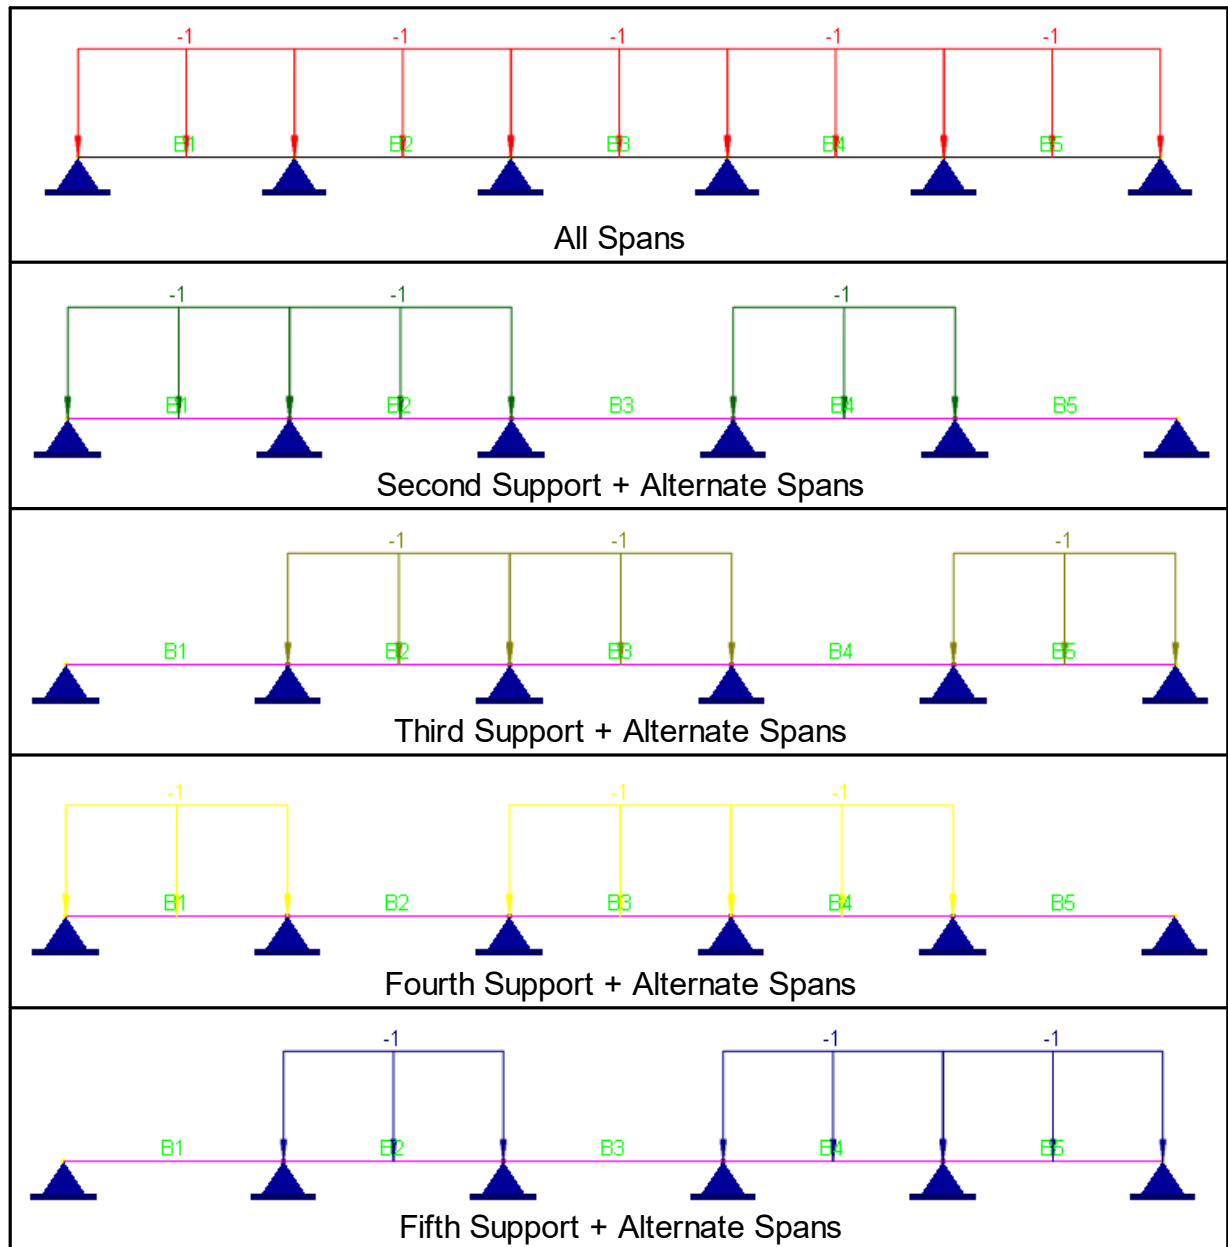 -1 -1 -1 -1 -1
B1 B2 B3 B4 B5
All Spans
-1 -1 -1
B1 B2 B3 B4 B5
Second Support + Alternate Spans
-1 -1 -1
B1 B2 B3 B4 B5
Third Support + Alternate Spans
-1 -1 -1
B1 B2 B3 B4 B5
Fourth Support + Alternate Spans
-1 -1 -1
B1 B2 B3 B4 B5
Fifth Support + Alternate Spans